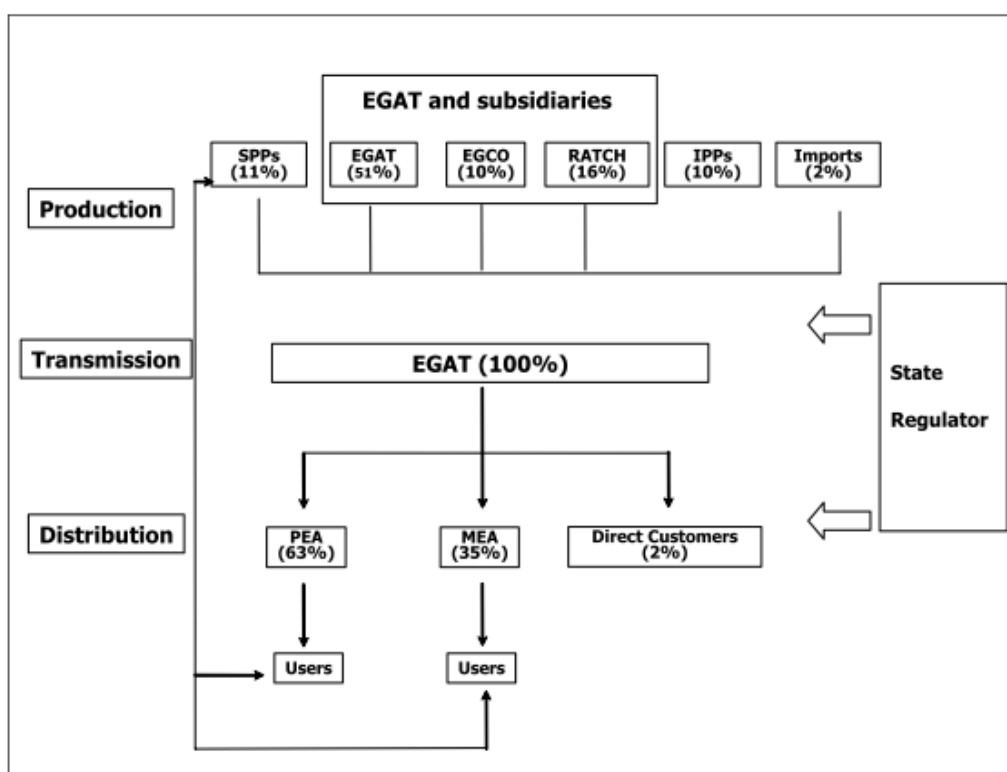 EGAT and subsidiaries
SPPs
(11%)
EGAT
(51%)
EGCO
(10%)
RATCH
(16%)
IPPs
(10%)
Imports
(2%)
Production
Transmission
EGAT (100%)
State
Regulator
Distribution
PEA
(63%)
MEA
(35%)
Direct Customers
(2%)
Users
Users